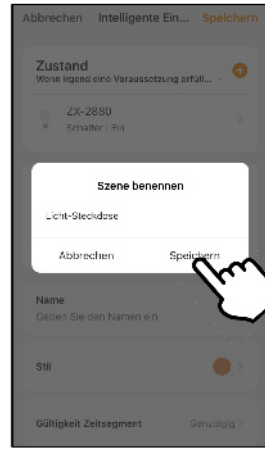 Abbrechen Intelligente Ein... Speichern
Zustand
Wenn irgend eine Voraussetzung erfüll...
ZX-2880
Schalter : Ein
Szene benennen
Licht-Steckdose
Abbrechen Speichern
Name
Geben Sie den Namen ein
Stil
Gültigkeit Zeitsegment Ganztägig